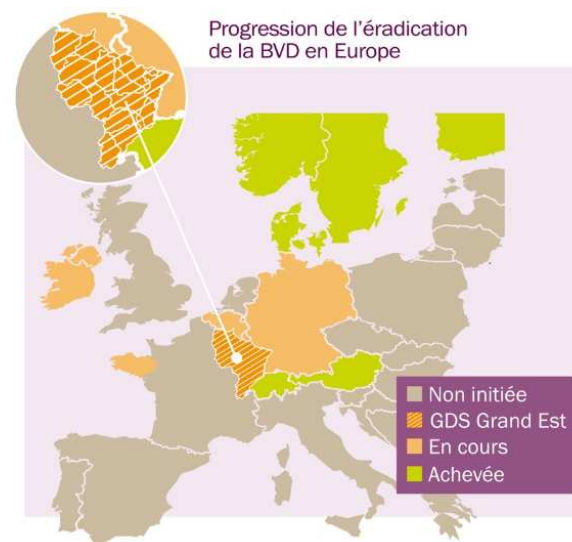 Progression de l'éradication
de la BVD en Europe
Non initiée
GDS Grand Est
En cours
Achevée